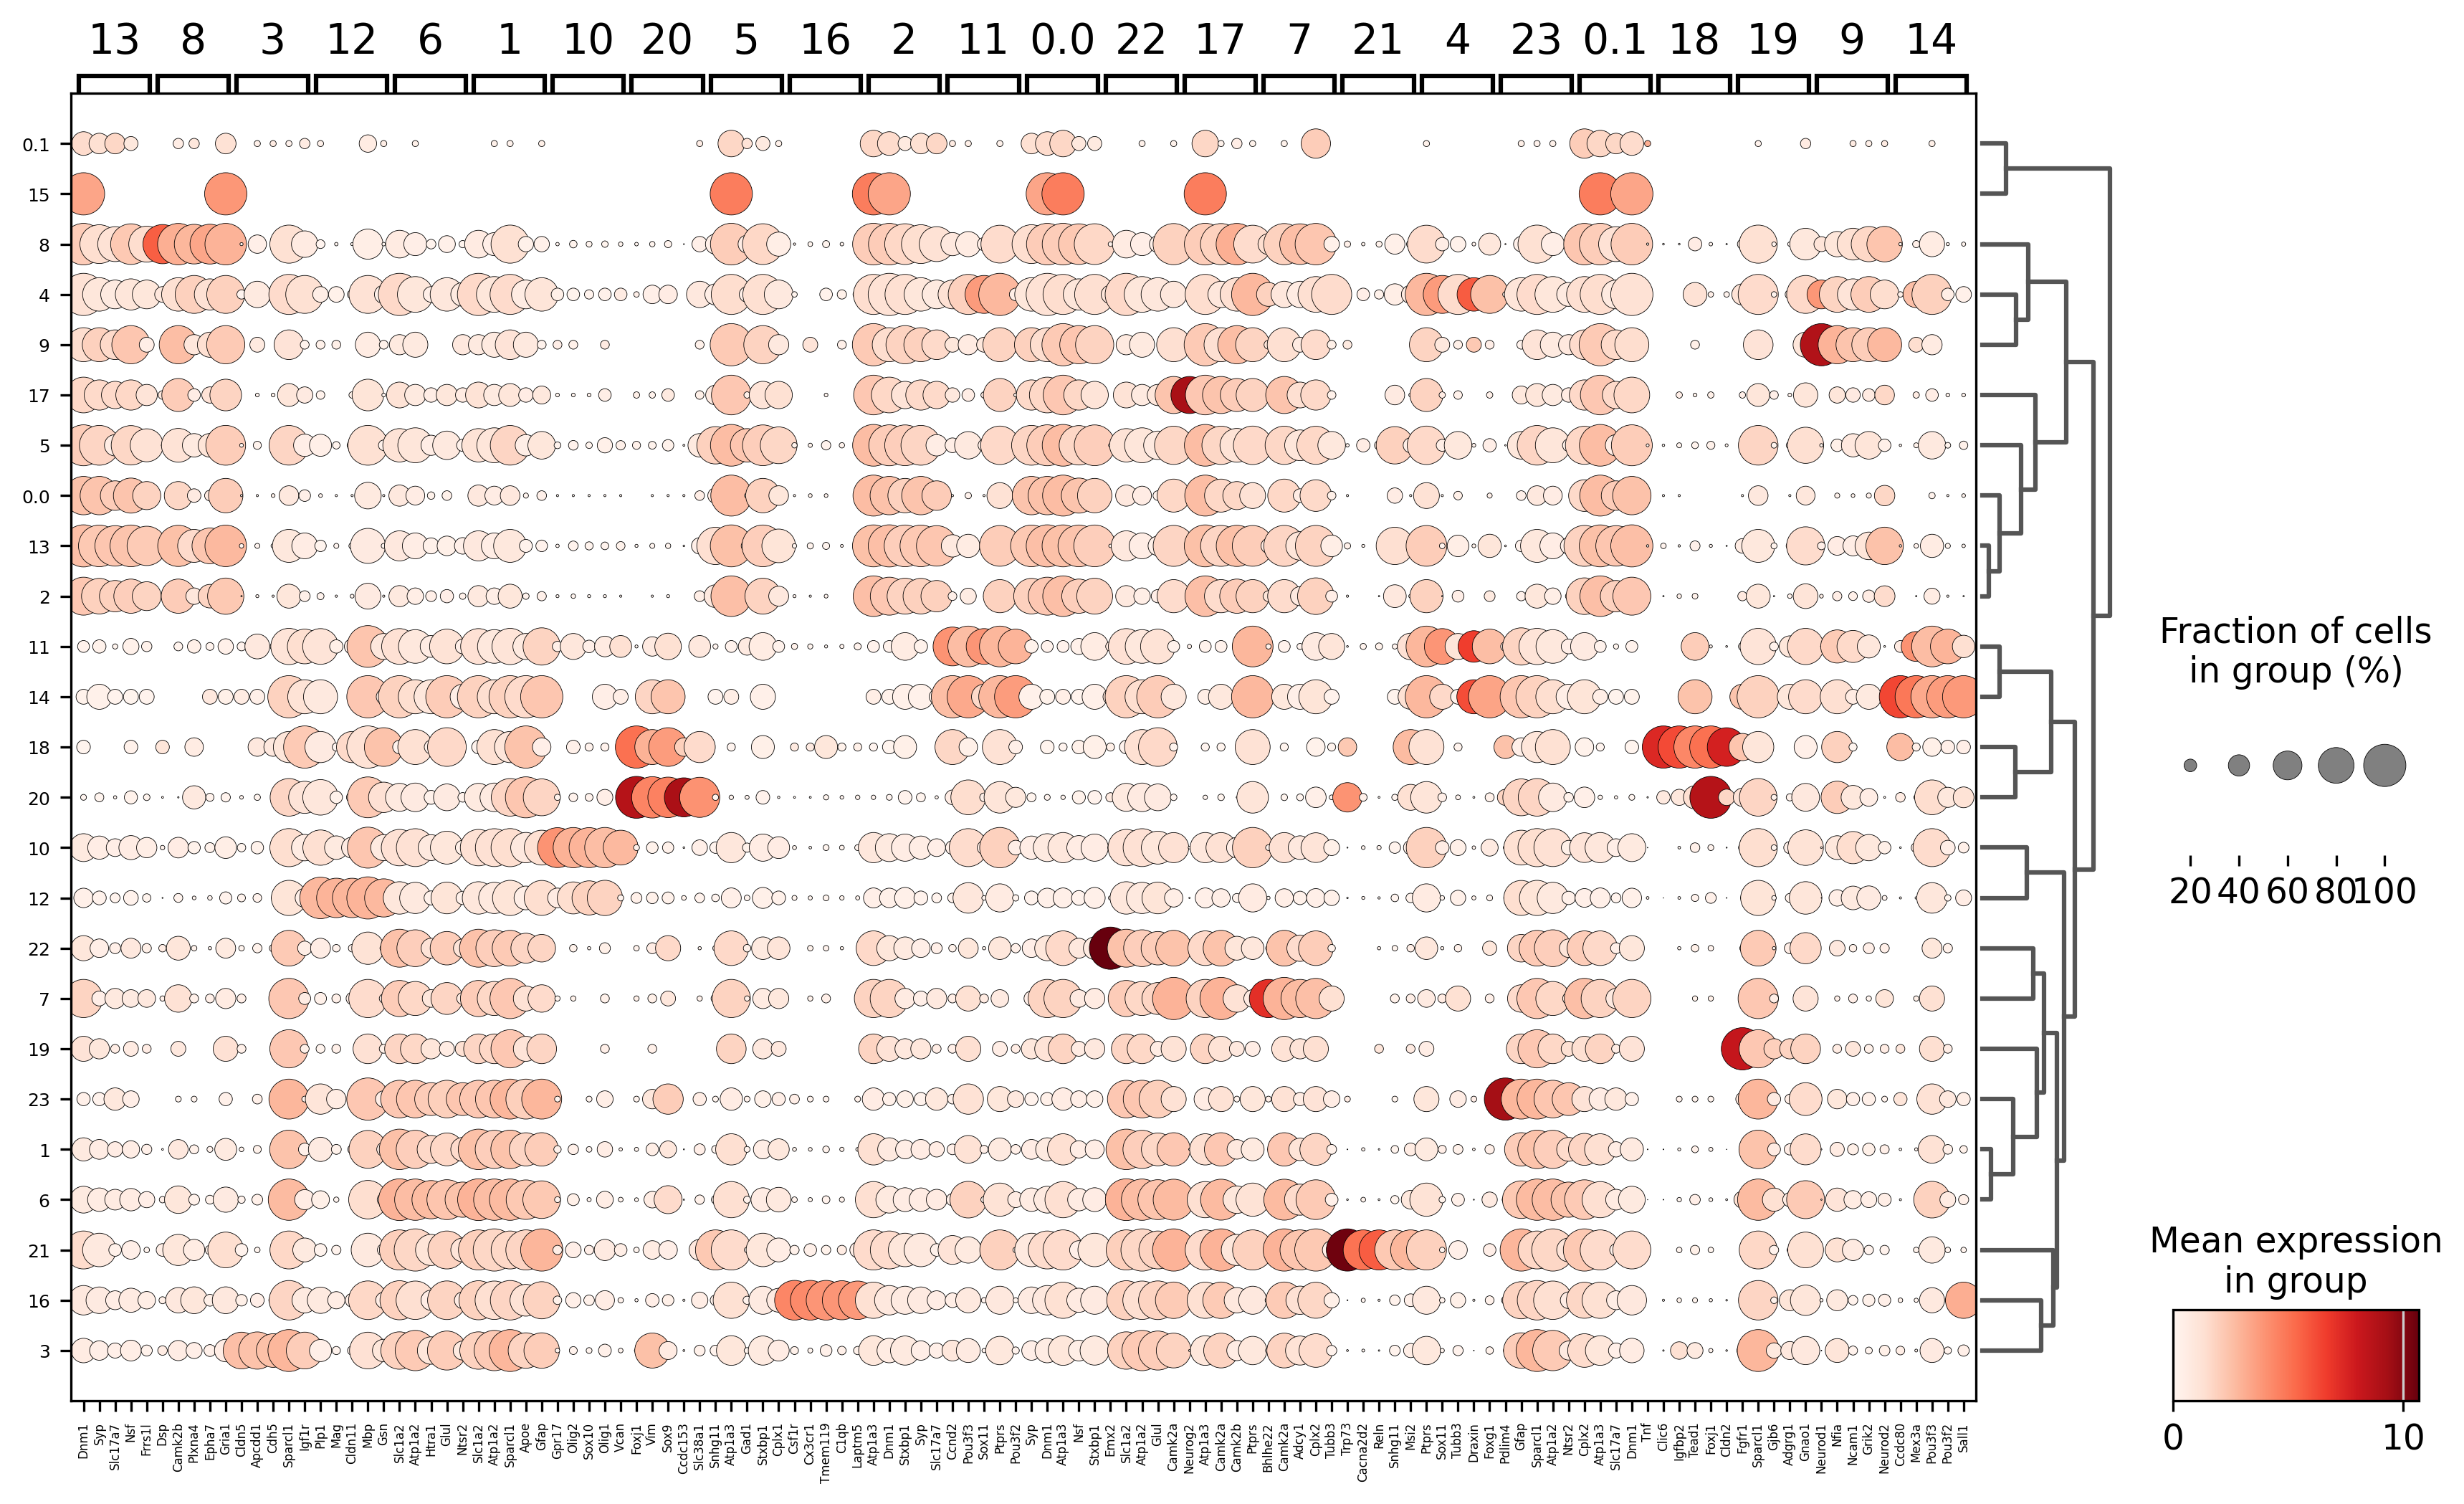 13 8 3 12 6 1 10 20 5 16 2 11 0.0 22 17 7 21 4 23 0.1 18 19 9 14
0.1
15
8
4
9
17
5
0.0
13
2
11
14
18
20
10
12
22
7
19
23
1
6
21
16
3
Dnm1
Syp
Slc17a7
Nsf
Frrs1l
Dsp
Camk2b
Plxna4
Epha7
Gria1
Cldn5
Apcdd1
Cdh5
Sparcl1
Igf1r
Plp1
Mag
Cldn11
Mbp
Gsn
Slc1a2
Atp1a2
Htra1
Glul
Ntsr2
Slc1a2
Atp1a2
Sparcl1
Apoe
Gfap
Gpr17
Olig2
Sox10
Olig1
Vcan
Foxj1
Vim
Sox9
Ccdc153
Slc38a1
Snhg11
Atp1a3
Gad1
Stxbp1
Cplx1
Csf1r
Cx3cr1
Tmem119
C1qb
Laptm5
Atp1a3
Dnm1
Stxbp1
Syp
Slc17a7
Ccnd2
Pou3f3
Sox11
Ptprs
Pou3f2
Syp
Dnm1
Atp1a3
Nsf
Stxbp1
Emx2
Slc1a2
Atp1a2
Glul
Camk2a
Neurog2
Atp1a3
Camk2a
Camk2b
Ptprs
Bhlhe22
Camk2a
Adcy1
Cplx2
Tubb3
Trp73
Cacna2d2
Reln
Snhg11
Msi2
Ptprs
Sox11
Tubb3
Draxin
Foxg1
Pdlim4
Gfap
Sparcl1
Atp1a2
Ntsr2
Cplx2
Atp1a3
Slc17a7
Dnm1
Tnf
Clic6
Igfbp2
Tead1
Foxj1
Cldn2
Fgfr1
Sparcl1
Gjb6
Adgrg1
Gnao1
Neurod1
Nfia
Ncam1
Grik2
Neurod2
Ccdc80
Mex3a
Pou3f3
Pou3f2
Sall1
Fraction of cells
in group (%)
20 40 60 80 100
Mean expression
in group
0 10